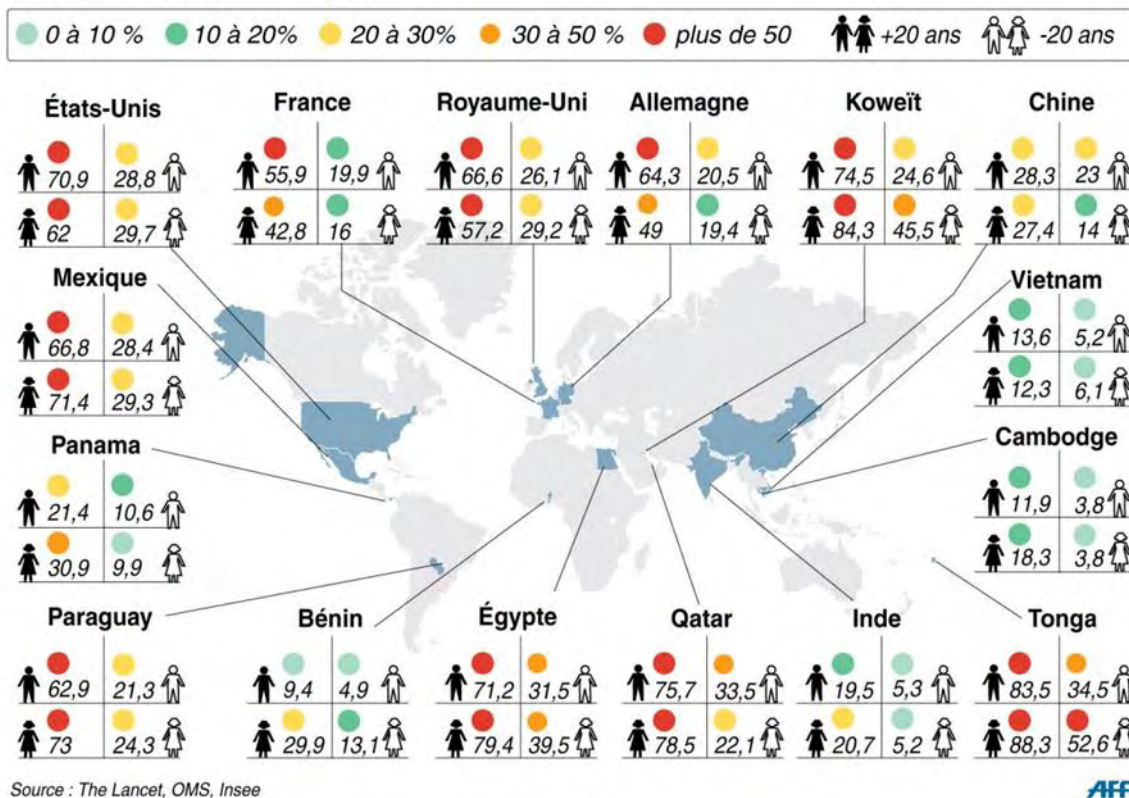 0 à 10 % 10 à 20% 20 à 30% 30 à 50 % plus de 50 +20 ans -20 ans
États-Unis
70,9 28,8
62 29,7
France
55,9 19,9
42,8 16
Royaume-Uni
66,6 26,1
57,2 29,2
Allemagne
64,3 20,5
49 19,4
Koweït
74,5 24,6
84,3 45,5
Chine
28,3 23
27,4 14
Mexique
66,8 28,4
71,4 29,3
Vietnam
13,6 5,2
12,3 6,1
Panama
21,4 10,6
30,9 9,9
Cambodge
11,9 3,8
18,3 3,8
Paraguay
62,9 21,3
73 24,3
Bénin
9,4 4,9
29,9 13,1
Égypte
71,2 31,5
79,4 39,5
Qatar
75,7 33,5
78,5 22,1
Inde
19,5 5,3
20,7 5,2
Tonga
83,5 34,5
88,3 52,6
Source : The Lancet, OMS, Insee
AFP